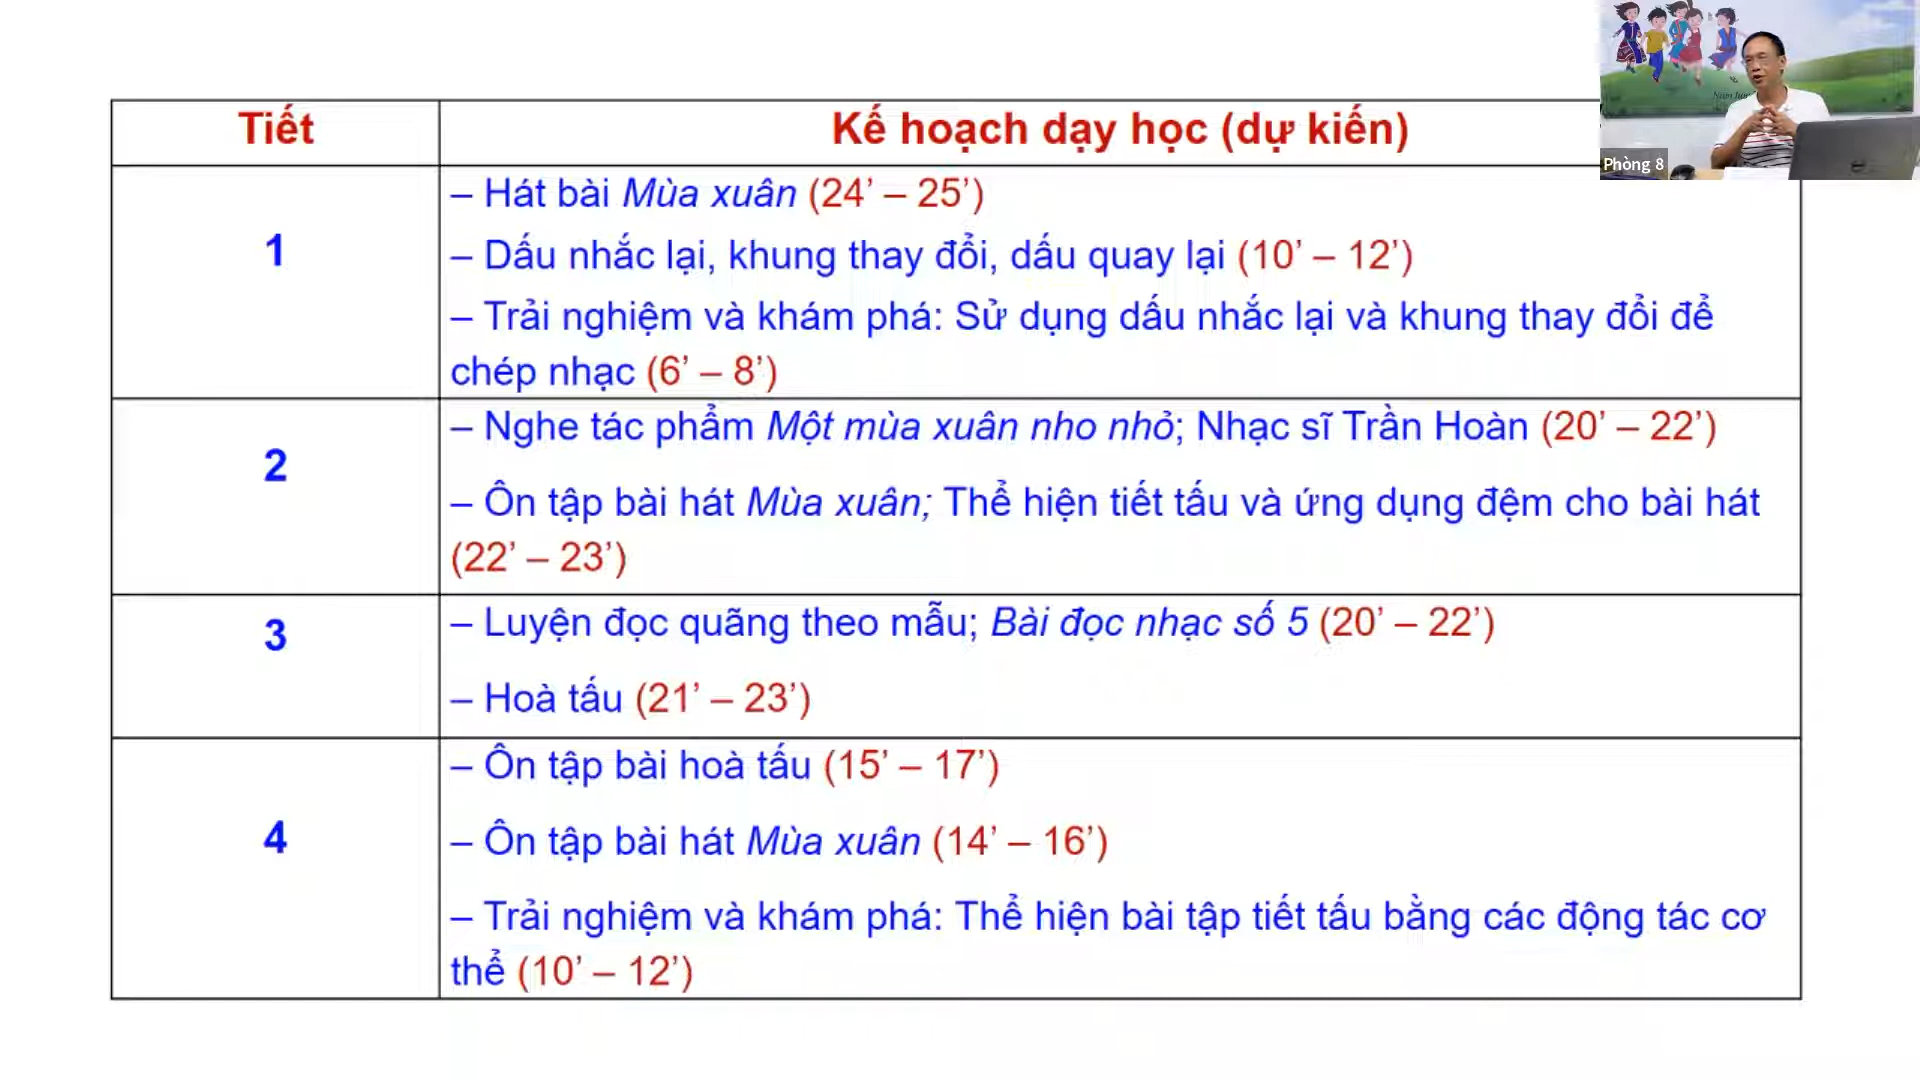 Tiết
Kế hoạch dạy học (dự kiến)
1
– Hát bài Mùa xuân (24’ – 25’)
– Dấu nhắc lại, khung thay đổi, dấu quay lại (10’ – 12’)
– Trải nghiệm và khám phá: Sử dụng dấu nhắc lại và khung thay đổi để
chép nhạc (6’ – 8’)
2
– Nghe tác phẩm Một mùa xuân nho nhỏ; Nhạc sĩ Trần Hoàn (20’ – 22’)
– Ôn tập bài hát Mùa xuân; Thể hiện tiết tấu và ứng dụng đệm cho bài hát
(22’ – 23’)
3
– Luyện đọc quãng theo mẫu; Bài đọc nhạc số 5 (20’ – 22’)
– Hoà tấu (21’ – 23’)
4
– Ôn tập bài hoà tấu (15’ – 17’)
– Ôn tập bài hát Mùa xuân (14’ – 16’)
– Trải nghiệm và khám phá: Thể hiện bài tập tiết tấu bằng các động tác cơ
thể (10’ – 12’)
Phòng 8